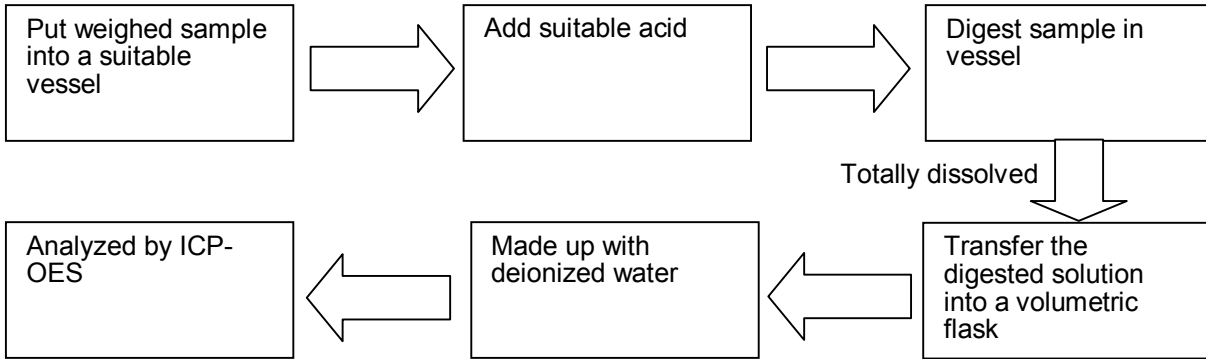 Put weighed sample
into a suitable
vessel
Add suitable acid
Digest sample in
vessel
Totally dissolved
Transfer the
digested solution
into a volumetric
flask
Made up with
deionized water
Analyzed by ICP-
OES